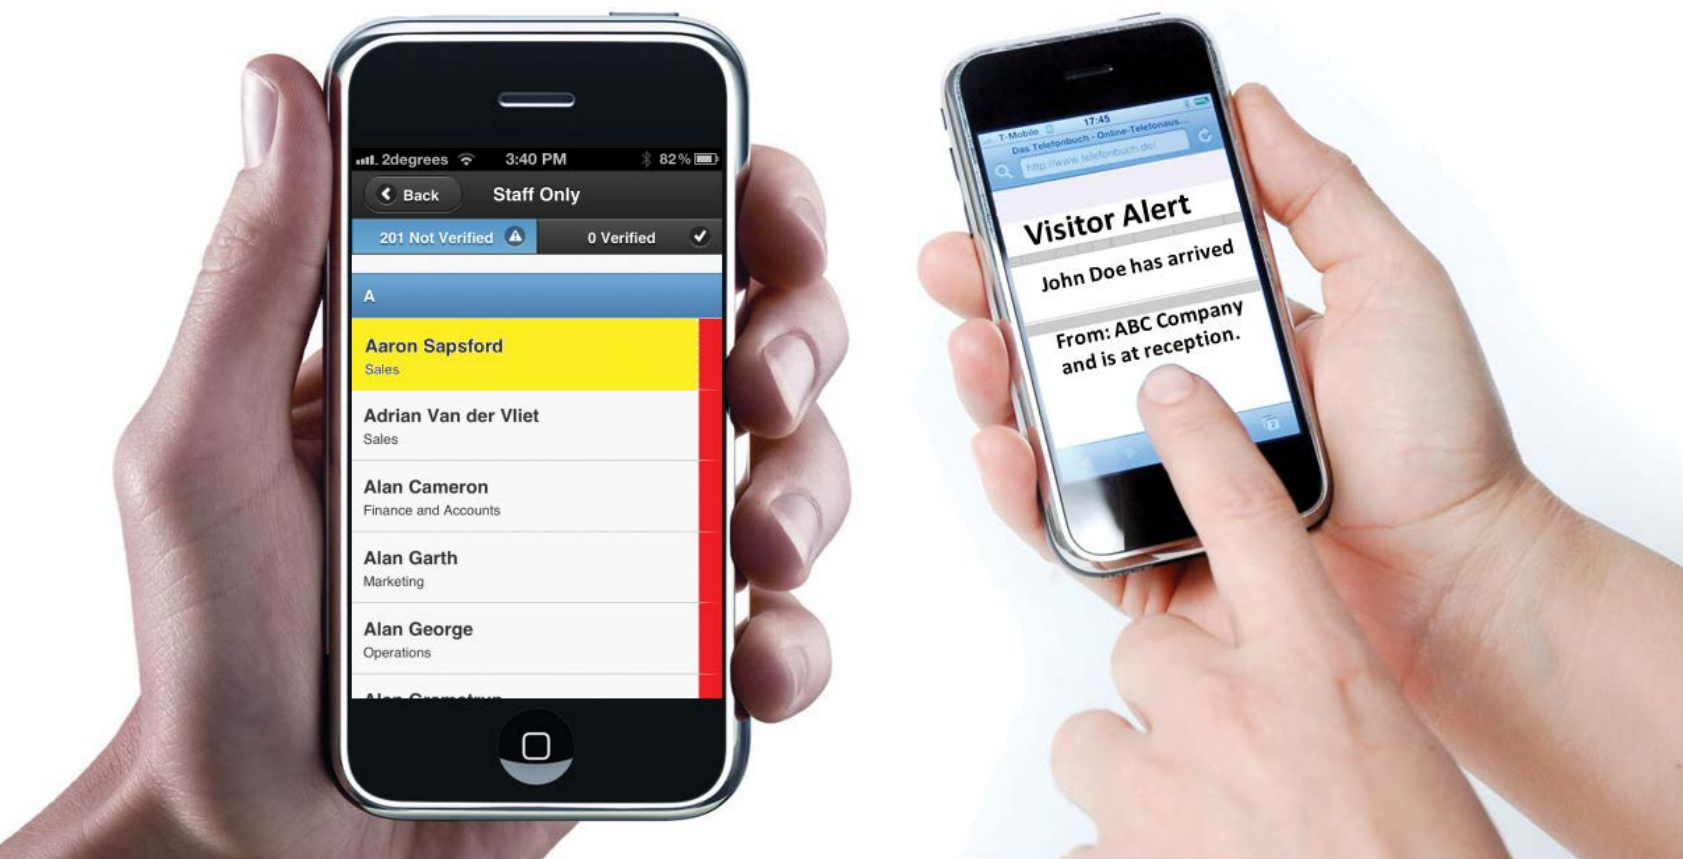 2degrees 3:40 PM 82%
Back Staff Only
201 Not Verified 0 Verified
A
Aaron Sapsford
Sales
Adrian Van der Vliet
Sales
Alan Cameron
Finance and Accounts
Alan Garth
Marketing
Alan George
Operations
T-Mobile 17:45
Das Telefonbuch - Online-Telefonaus...
http://www.telefonbuch.de/
Visitor Alert
John Doe has arrived
From: ABC Company
and is at reception.